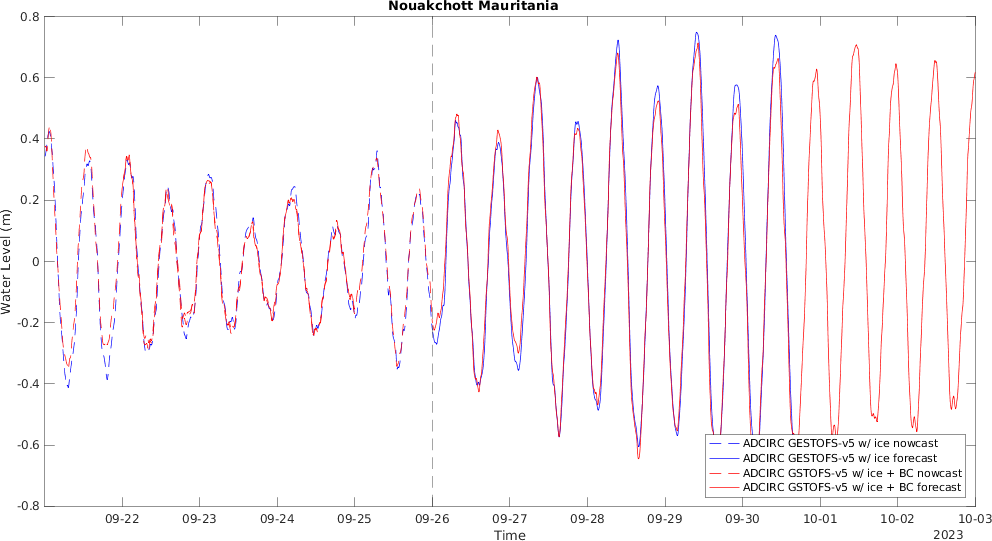 Nouakchott Mauritania
0.8
0.6
0.4
0.2
0
-0.2
-0.4
-0.6
-0.8
Water Level (m)
ADCIRC GESTOFS-v5 w/ ice nowcast
ADCIRC GESTOFS-v5 w/ ice forecast
ADCIRC GSTOFS-v5 w/ ice + BC nowcast
ADCIRC GSTOFS-v5 w/ ice + BC forecast
09-22 09-23 09-24 09-25 09-26 09-27 09-28 09-29 09-30 10-01 10-02 10-03
Time
2023